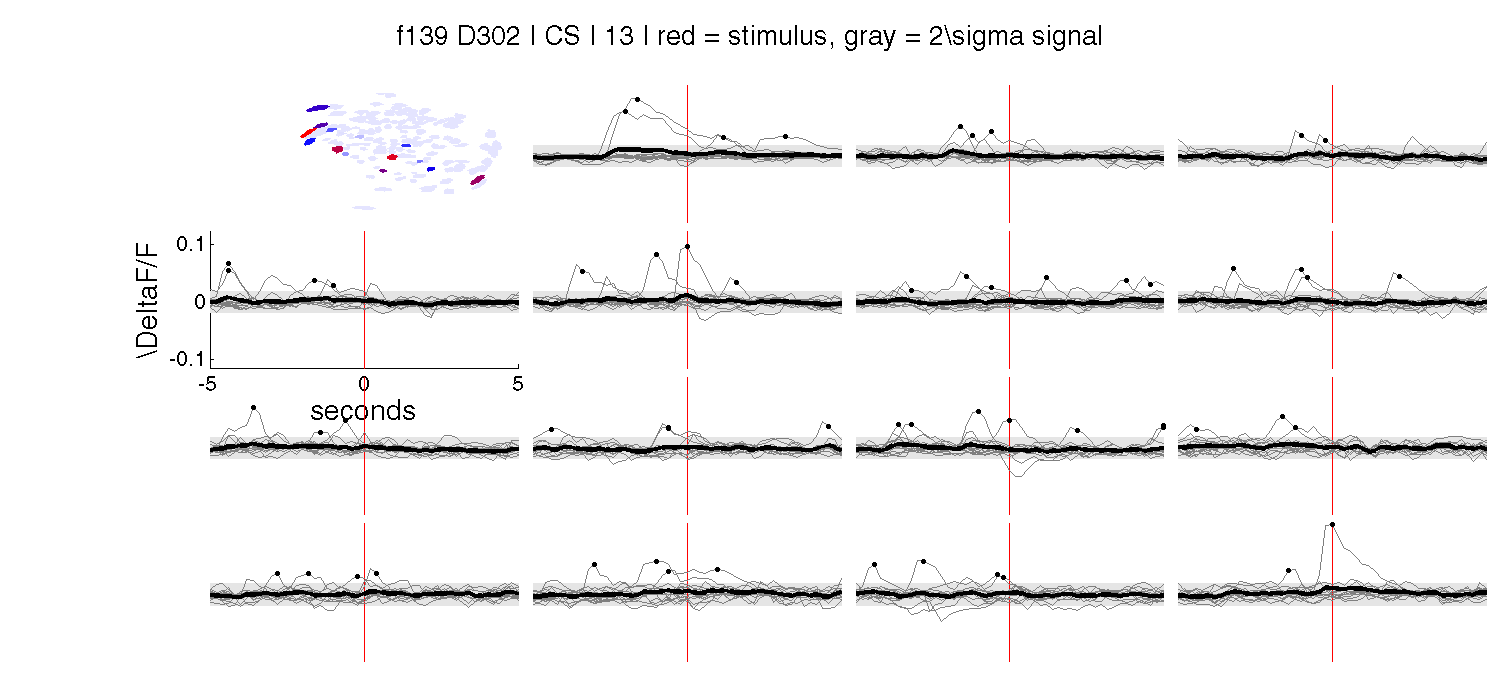 f139 D302 | CS | 13 | red = stimulus, gray = 2\sigma signal
\DeltaF/F
0.1
0
-0.1
-5 0 5
seconds